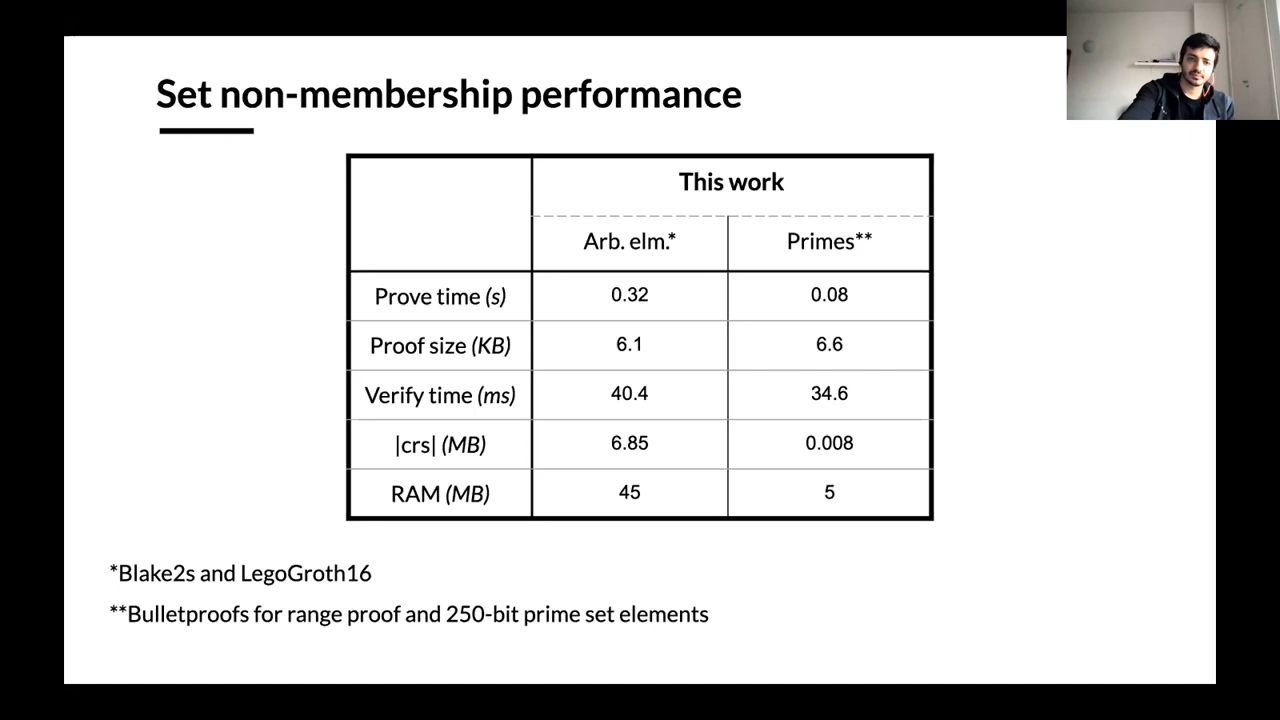 Set non-membership performance
This work
Arb. elm.* Primes**
Prove time (s) 0.32 0.08
Proof size (KB) 6.1 6.6
Verify time (ms) 40.4 34.6
|crs| (MB) 6.85 0.008
RAM (MB) 45 5
*Blake2s and LegoGroth16
**Bulletproofs for range proof and 250-bit prime set elements